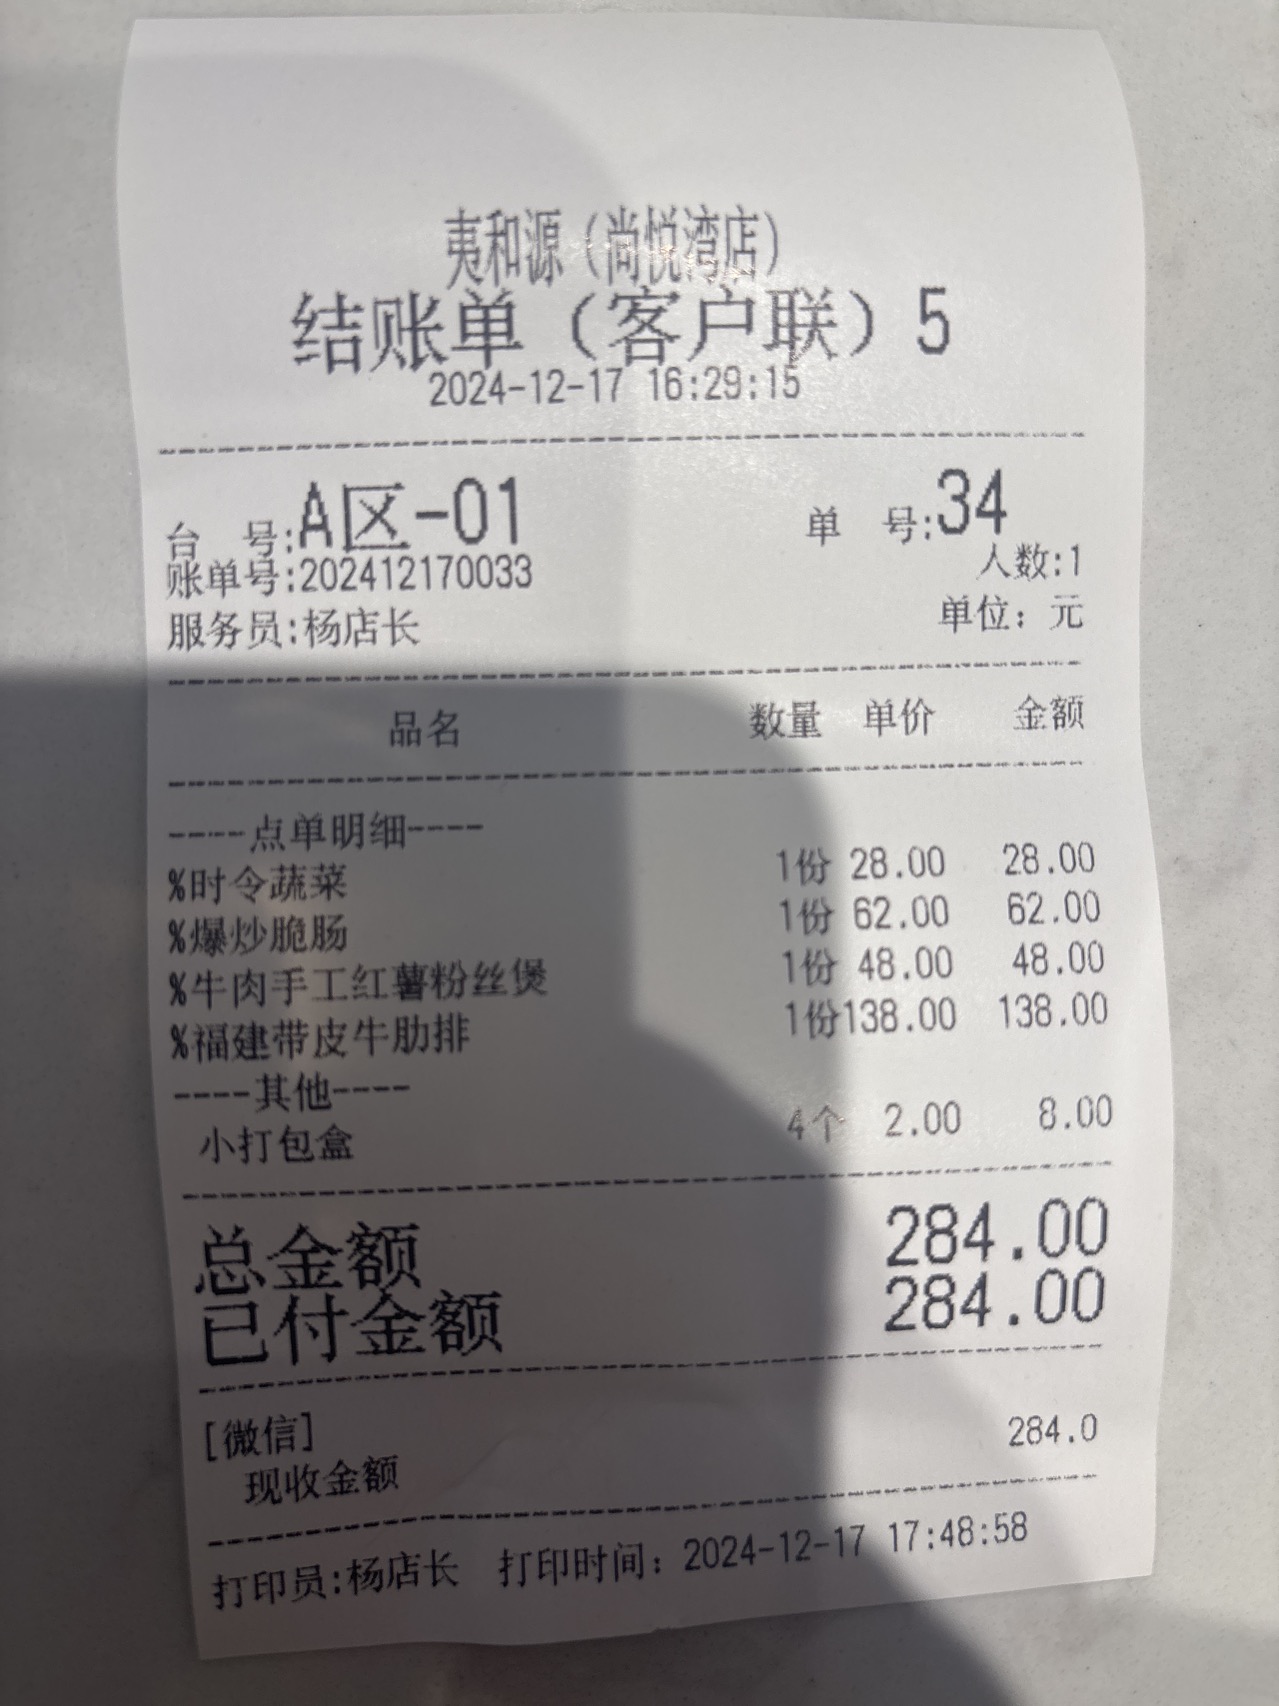 夷和源（尚悦湾店）
结账单（客户联）5
2024-12-17 16:29:15
台 号:A区-01 单 号:34
账单号:202412170033 人数:1
服务员:杨店长 单位：元
品名 数量 单价 金额
-----点单明细----
%时令蔬菜 1份 28.00 28.00
%爆炒脆肠 1份 62.00 62.00
%牛肉手工红薯粉丝煲 1份 48.00 48.00
%福建带皮牛肋排 1份138.00 138.00
----其他----
小打包盒 4个 2.00 8.00
总金额 284.00
已付金额 284.00
[微信] 284.0
现收金额
打印员:杨店长 打印时间：2024-12-17 17:48:58